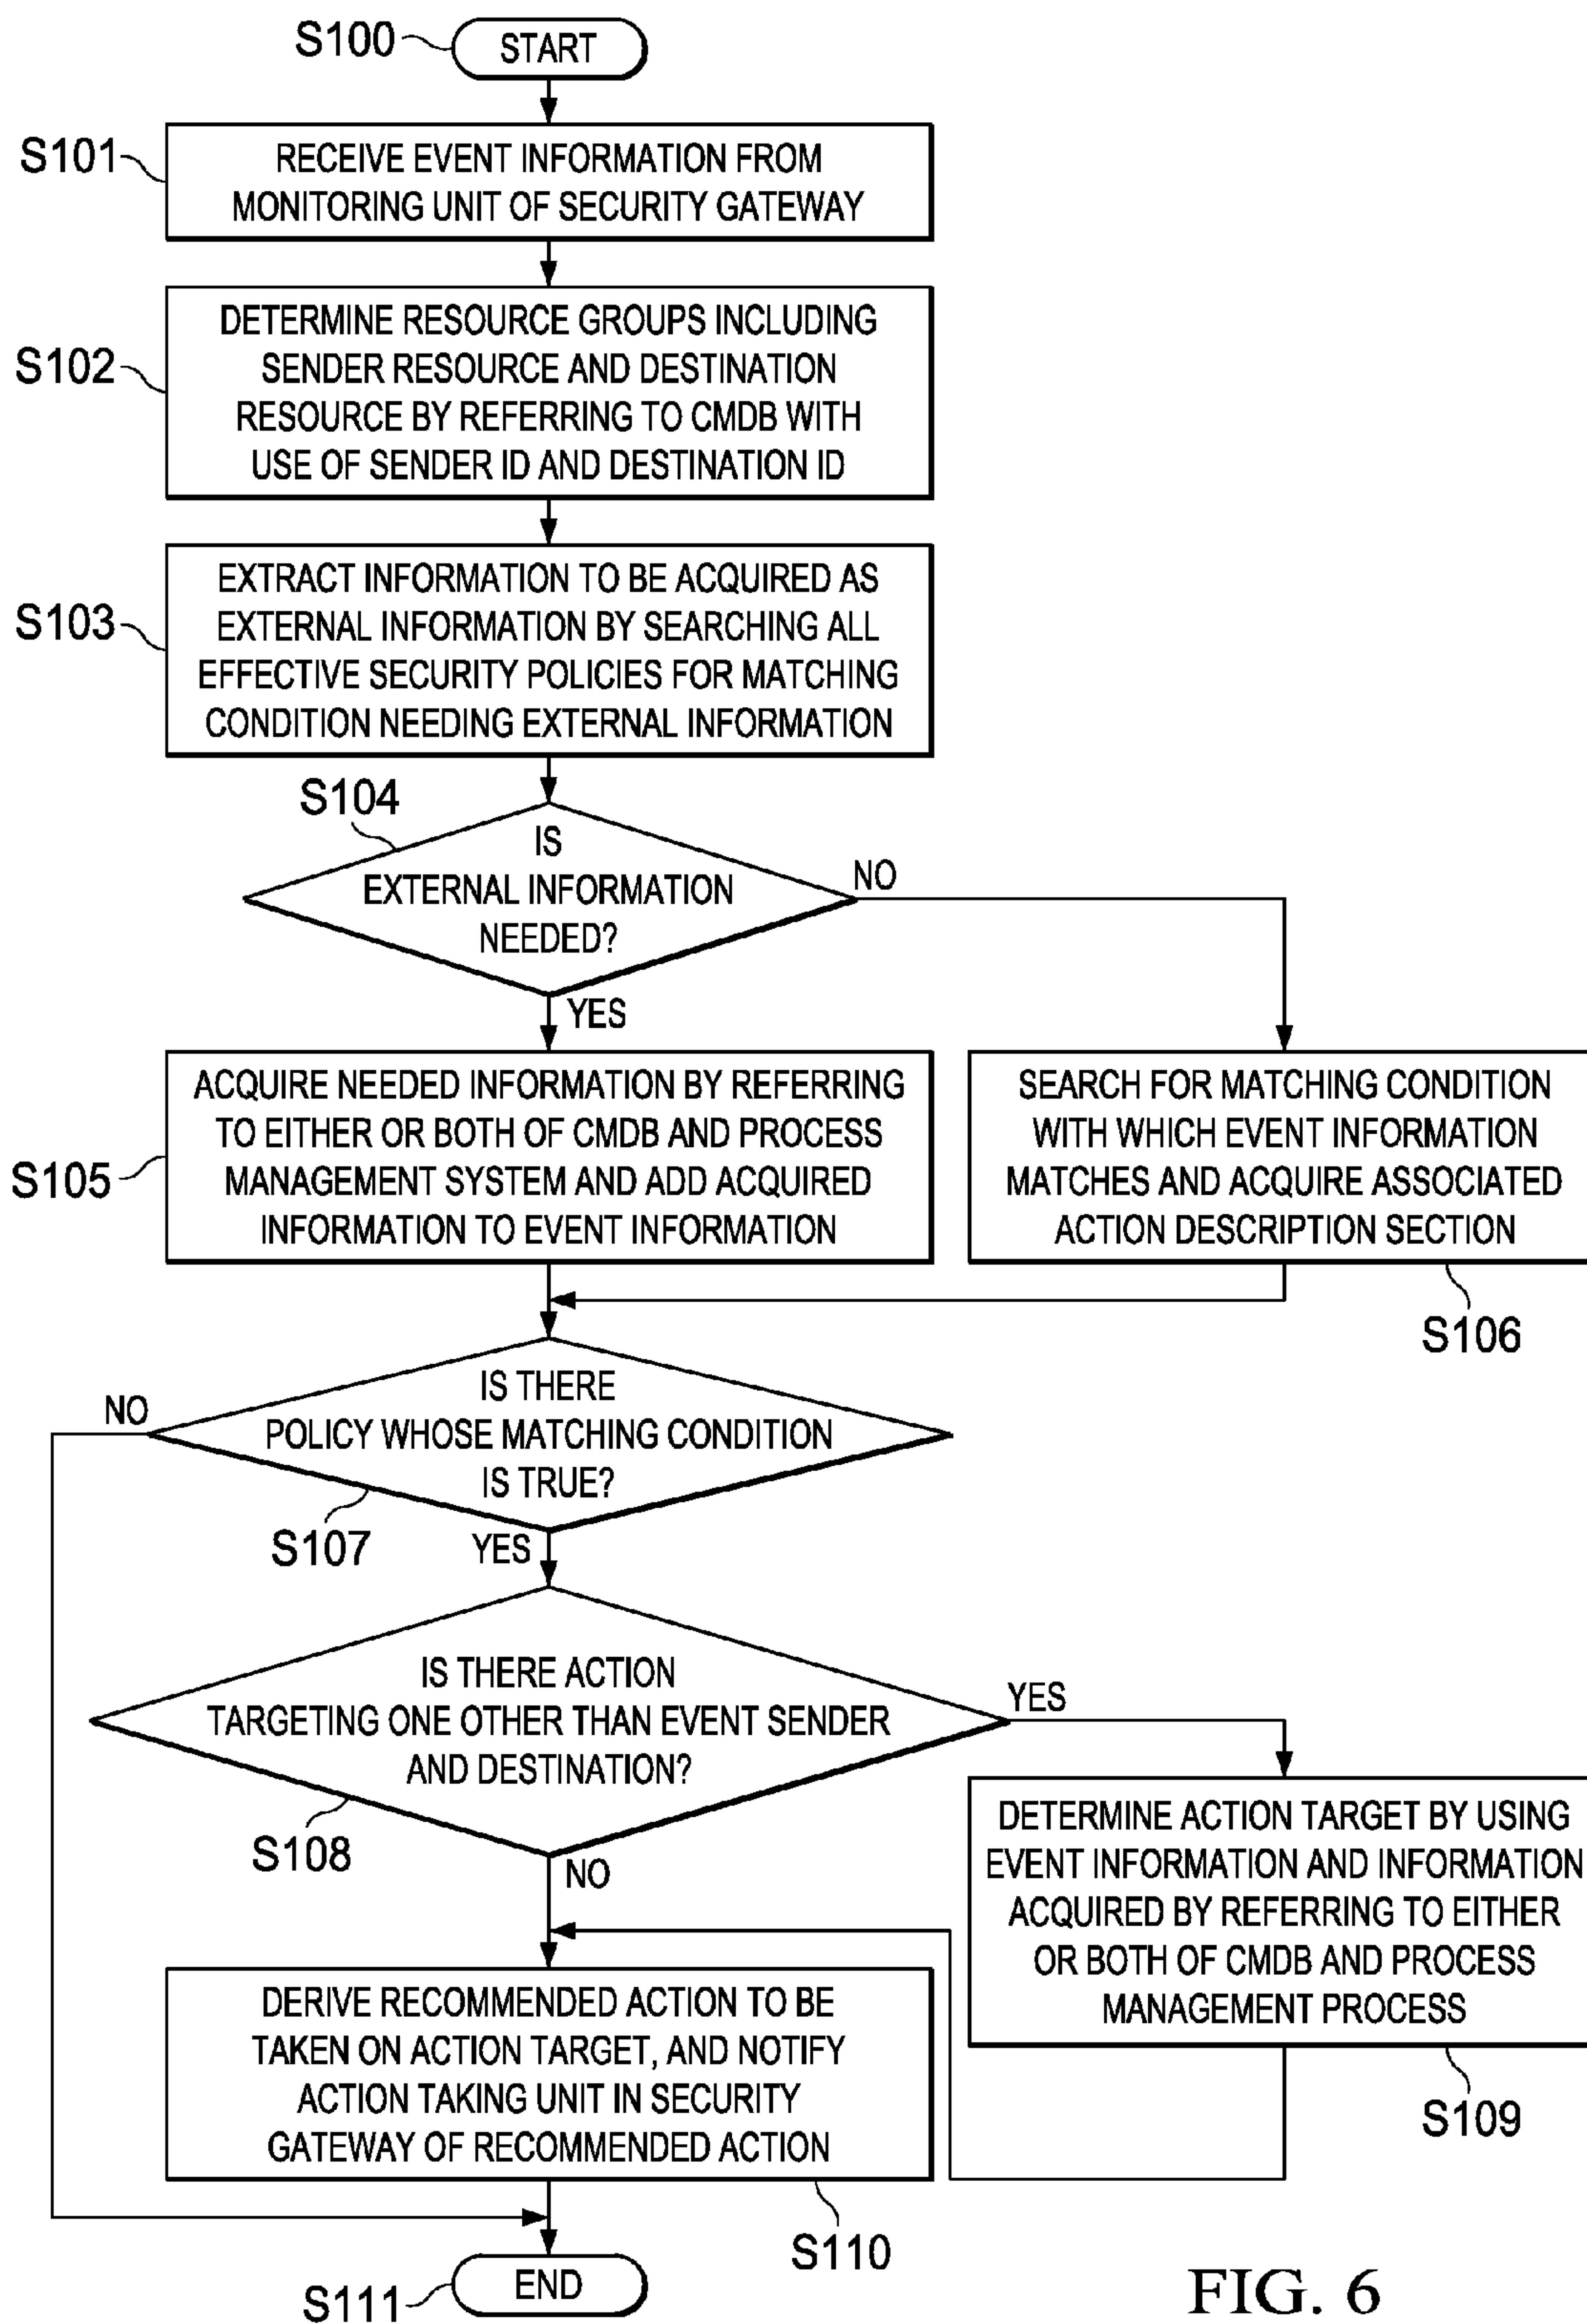 S100
START
S101
RECEIVE EVENT INFORMATION FROM
MONITORING UNIT OF SECURITY GATEWAY
S102
DETERMINE RESOURCE GROUPS INCLUDING
SENDER RESOURCE AND DESTINATION
RESOURCE BY REFERRING TO CMDB WITH
USE OF SENDER ID AND DESTINATION ID
S103
EXTRACT INFORMATION TO BE ACQUIRED AS
EXTERNAL INFORMATION BY SEARCHING ALL
EFFECTIVE SECURITY POLICIES FOR MATCHING
CONDITION NEEDING EXTERNAL INFORMATION
S104
IS
EXTERNAL INFORMATION
NEEDED?
NO
YES
S105
ACQUIRE NEEDED INFORMATION BY REFERRING
TO EITHER OR BOTH OF CMDB AND PROCESS
MANAGEMENT SYSTEM AND ADD ACQUIRED
INFORMATION TO EVENT INFORMATION
SEARCH FOR MATCHING CONDITION
WITH WHICH EVENT INFORMATION
MATCHES AND ACQUIRE ASSOCIATED
ACTION DESCRIPTION SECTION
S106
NO
IS THERE
POLICY WHOSE MATCHING CONDITION
IS TRUE?
S107
YES
IS THERE ACTION
TARGETING ONE OTHER THAN EVENT SENDER
AND DESTINATION?
YES
S108
NO
DETERMINE ACTION TARGET BY USING
EVENT INFORMATION AND INFORMATION
ACQUIRED BY REFERRING TO EITHER
OR BOTH OF CMDB AND PROCESS
MANAGEMENT PROCESS
S109
DERIVE RECOMMENDED ACTION TO BE
TAKEN ON ACTION TARGET, AND NOTIFY
ACTION TAKING UNIT IN SECURITY
GATEWAY OF RECOMMENDED ACTION
S110
S111
END
FIG. 6